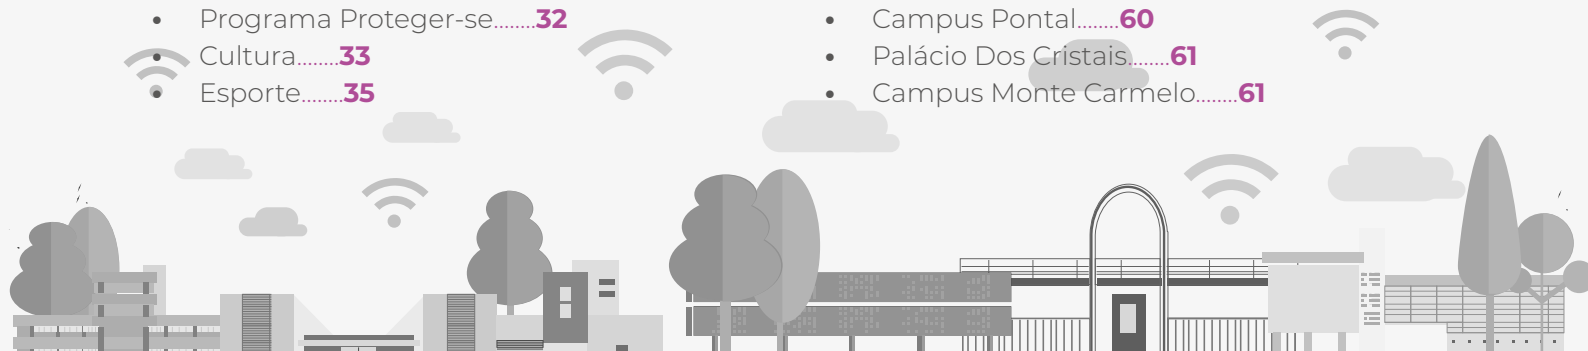 • Programa Proteger-se........32
• Cultura........33
• Esporte........35
• Campus Pontal........60
• Palácio Dos Cristais........61
• Campus Monte Carmelo........61